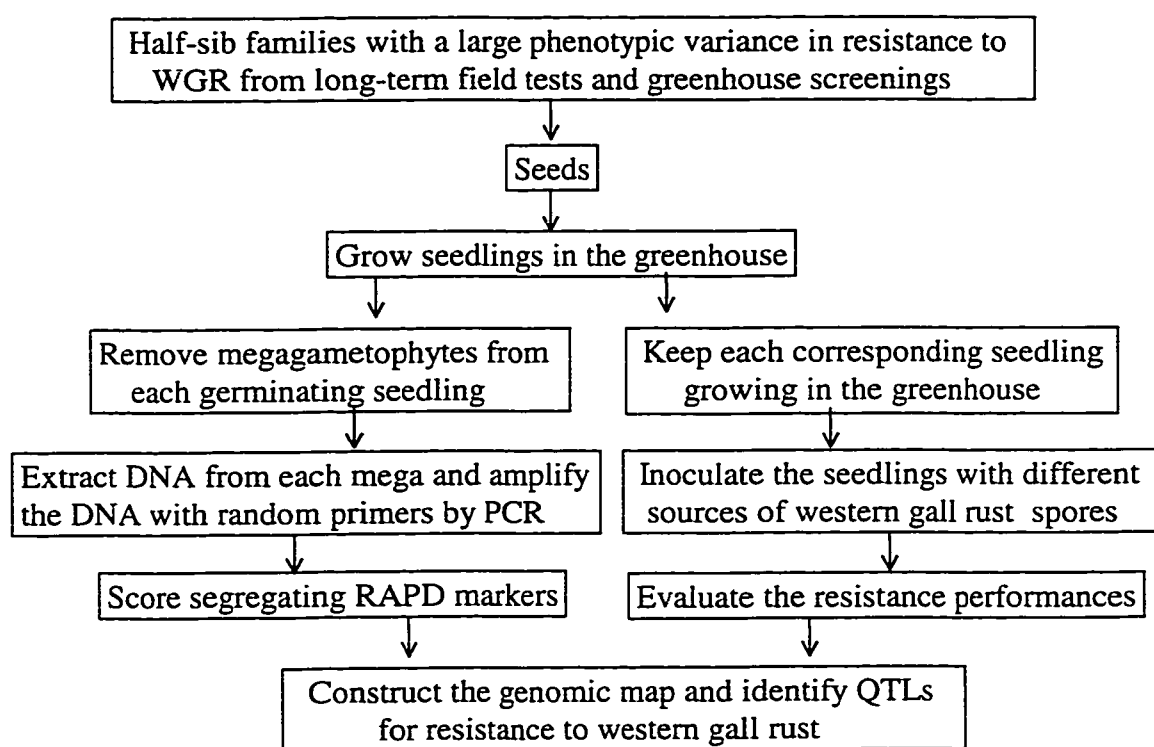 Half-sib families with a large phenotypic variance in resistance to
WGR from long-term field tests and greenhouse screenings
Seeds
Grow seedlings in the greenhouse
Remove megagametophytes from
each germinating seedling
Keep each corresponding seedling
growing in the greenhouse
Extract DNA from each mega and amplify
the DNA with random primers by PCR
Inoculate the seedlings with different
sources of western gall rust spores
Score segregating RAPD markers
Evaluate the resistance performances
Construct the genomic map and identify QTLs
for resistance to western gall rust